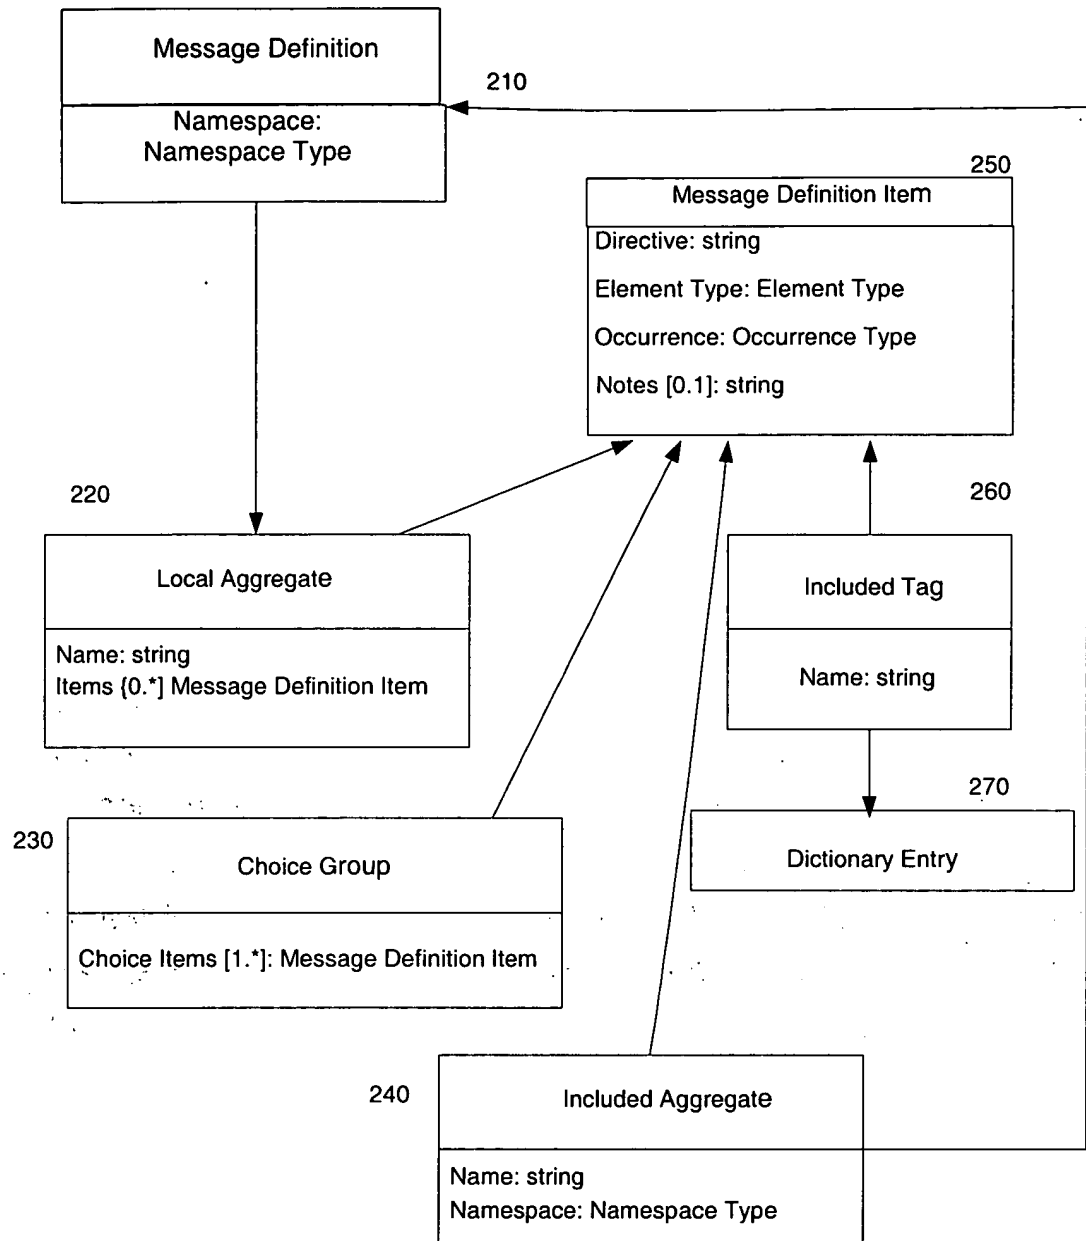 Message Definition
210
Namespace:
Namespace Type
250
Message Definition Item
Directive: string
Element Type: Element Type
Occurrence: Occurrence Type
Notes [0.1]: string
220
260
Local Aggregate
Name: string
Items {0.*] Message Definition Item
Included Tag
Name: string
270
Dictionary Entry
230
Choice Group
Choice Items [1.*]: Message Definition Item
240
Included Aggregate
Name: string
Namespace: Namespace Type